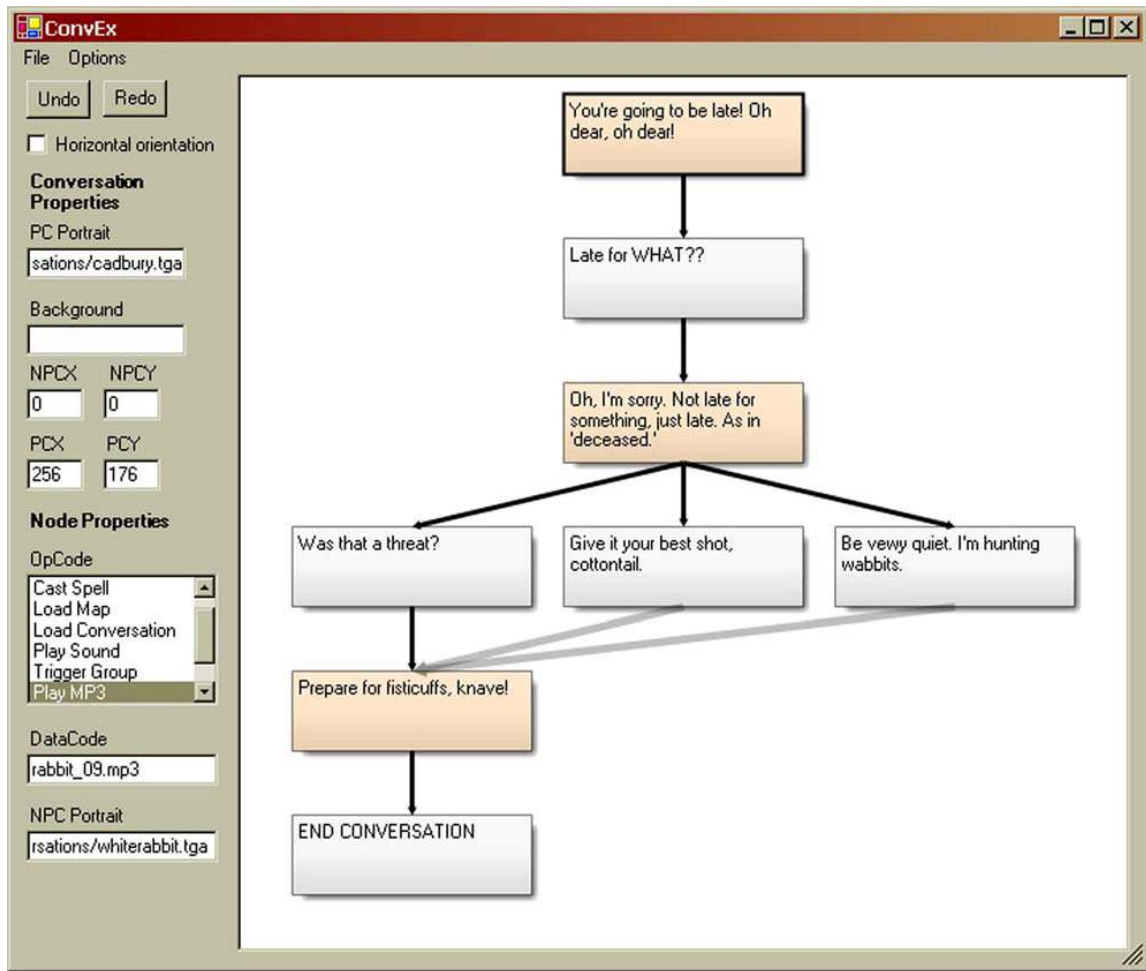 ConvEx
File Options
Undo Redo
Horizontal orientation
Conversation
Properties
PC Portrait
sations/cadbury.tga
Background
NPCX NPCY
0 0
PCX PCY
256 176
Node Properties
OpCode
Cast Spell
Load Map
Load Conversation
Play Sound
Trigger Group
Play MP3
DataCode
rabbit_09.mp3
NPC Portrait
rsations/whiterabbit.tga
You're going to be late! Oh
dear, oh dear!
Late for WHAT??
Oh, I'm sorry. Not late for
something, just late. As in
'deceased.'
Was that a threat?
Give it your best shot,
cottontail.
Be vewy quiet. I'm hunting
wabbits.
Prepare for fisticuffs, knave!
END CONVERSATION